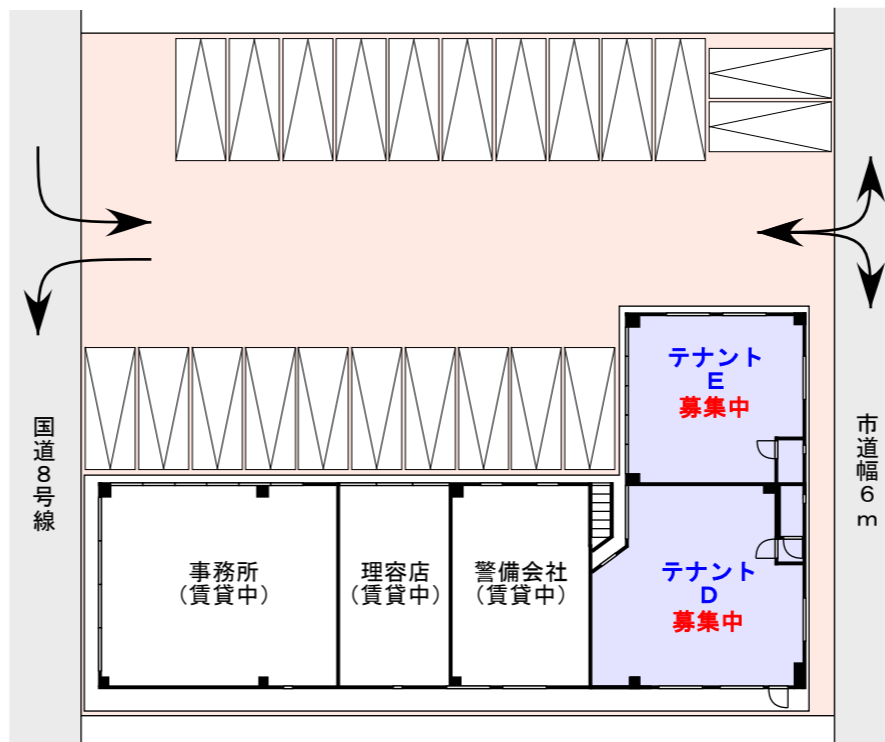 国道8号線
テナント
E
募集中
市道幅6m
事務所
(賃貸中)
理容店
(賃貸中)
警備会社
(賃貸中)
テナント
D
募集中